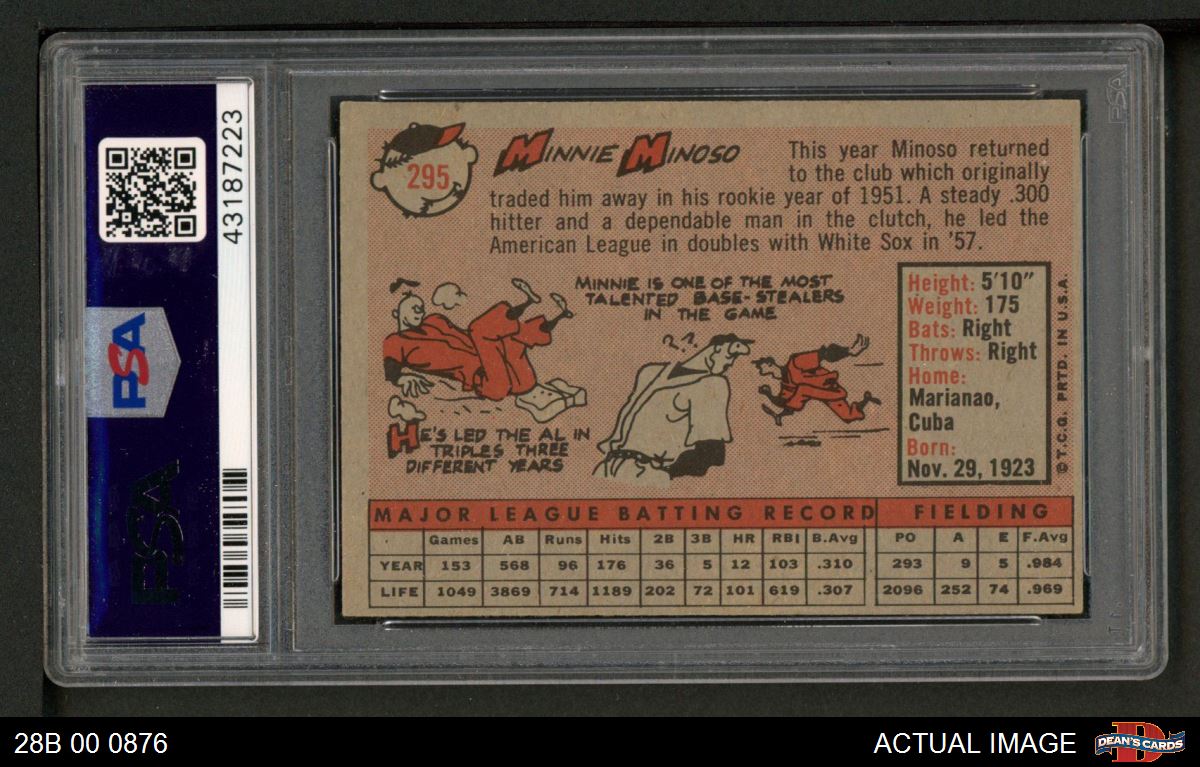 43187223
PSA
PSA
295
MINNIE MINOSO
This year Minoso returned
to the club which originally
traded him away in his rookie year of 1951. A steady .300
hitter and a dependable man in the clutch, he led the
American League in doubles with White Sox in '57.
MINNIE IS ONE OF THE MOST
TALENTED BASE-STEALERS
IN THE GAME
??
HE'S LED THE AL IN
TRIPLES THREE
DIFFERENT YEARS
Height: 5'10"
Weight: 175
Bats: Right
Throws: Right
Home:
Marianao,
Cuba
Born:
Nov. 29, 1923
© T.C.G. PRTD. IN U.S.A.
MAJOR LEAGUE BATTING RECORD FIELDING
Games AB Runs Hits 2B 3B HR RBI B.Avg PO A E F.Avg
YEAR 153 568 96 176 36 5 12 103 .310 293 9 5 .984
LIFE 1049 3869 714 1189 202 72 101 619 .307 2096 252 74 .969
28B 00 0876
ACTUAL IMAGE
D
DEAN'S CARDS